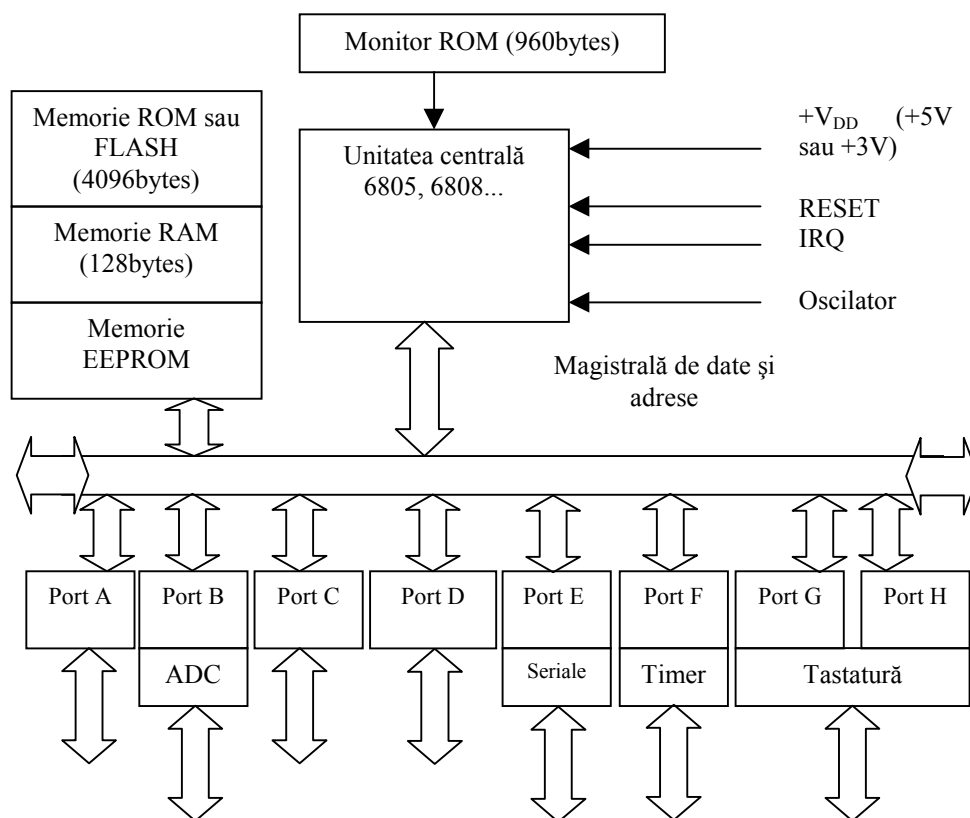 Monitor ROM (960bytes)
Memorie ROM sau
FLASH
(4096bytes)
Memorie RAM
(128bytes)
Memorie
EEPROM
Unitatea centrală
6805, 6808...
+VDD (+5V
sau +3V)
RESET
IRQ
Oscilator
Magistrală de date şi
adrese
Port A
Port B
Port C
Port D
Port E
Port F
Port G
Port H
ADC
Seriale
Timer
Tastatură